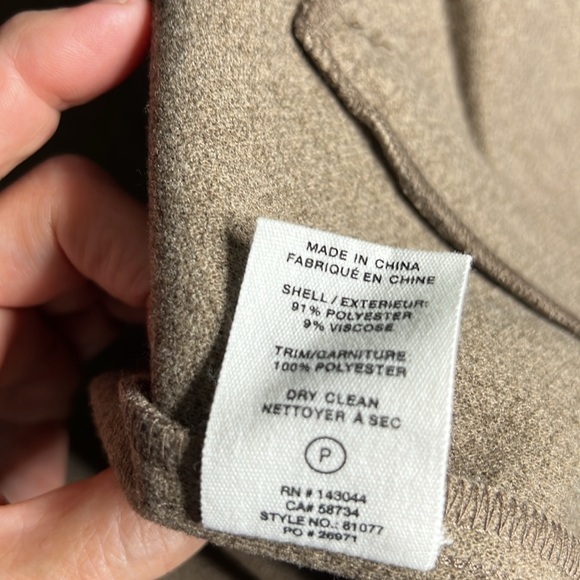 MADE IN CHINA
FABRIQUÉ EN CHINE
SHELL/EXTERIEUR:
91% POLYESTER
9% VISCOSE
TRIM/GARNITURE
100% POLYESTER
DRY CLEAN
NETTOYER À SEC
P
RN # 143044
CA# 58734
STYLE NO.: 81077
PO # 26971